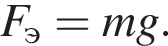 Fэ = mg.